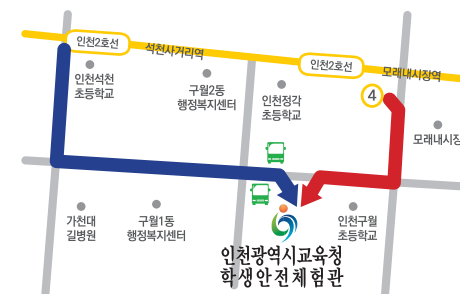 인천2호선
석천사거리역
인천2호선
모래내시장역
인천석천
초등학교
구월2동
행정복지센터
인천정각
초등학교
4
모래내시장
가천대
길병원
구월1동
행정복지센터
인천구월
초등학교
인천광역시교육청
학생안전체험관